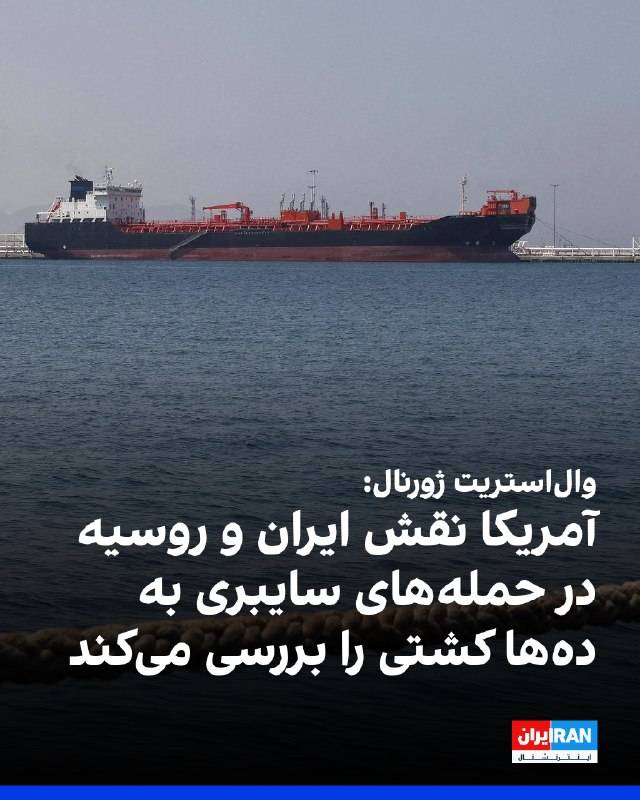 وال‌استریت ژورنال:
آمریکا نقش ایران و روسیه
در حمله‌های سایبری به
ده‌ها کشتی را بررسی می‌کند
ایران IRAN
اینترنشنال